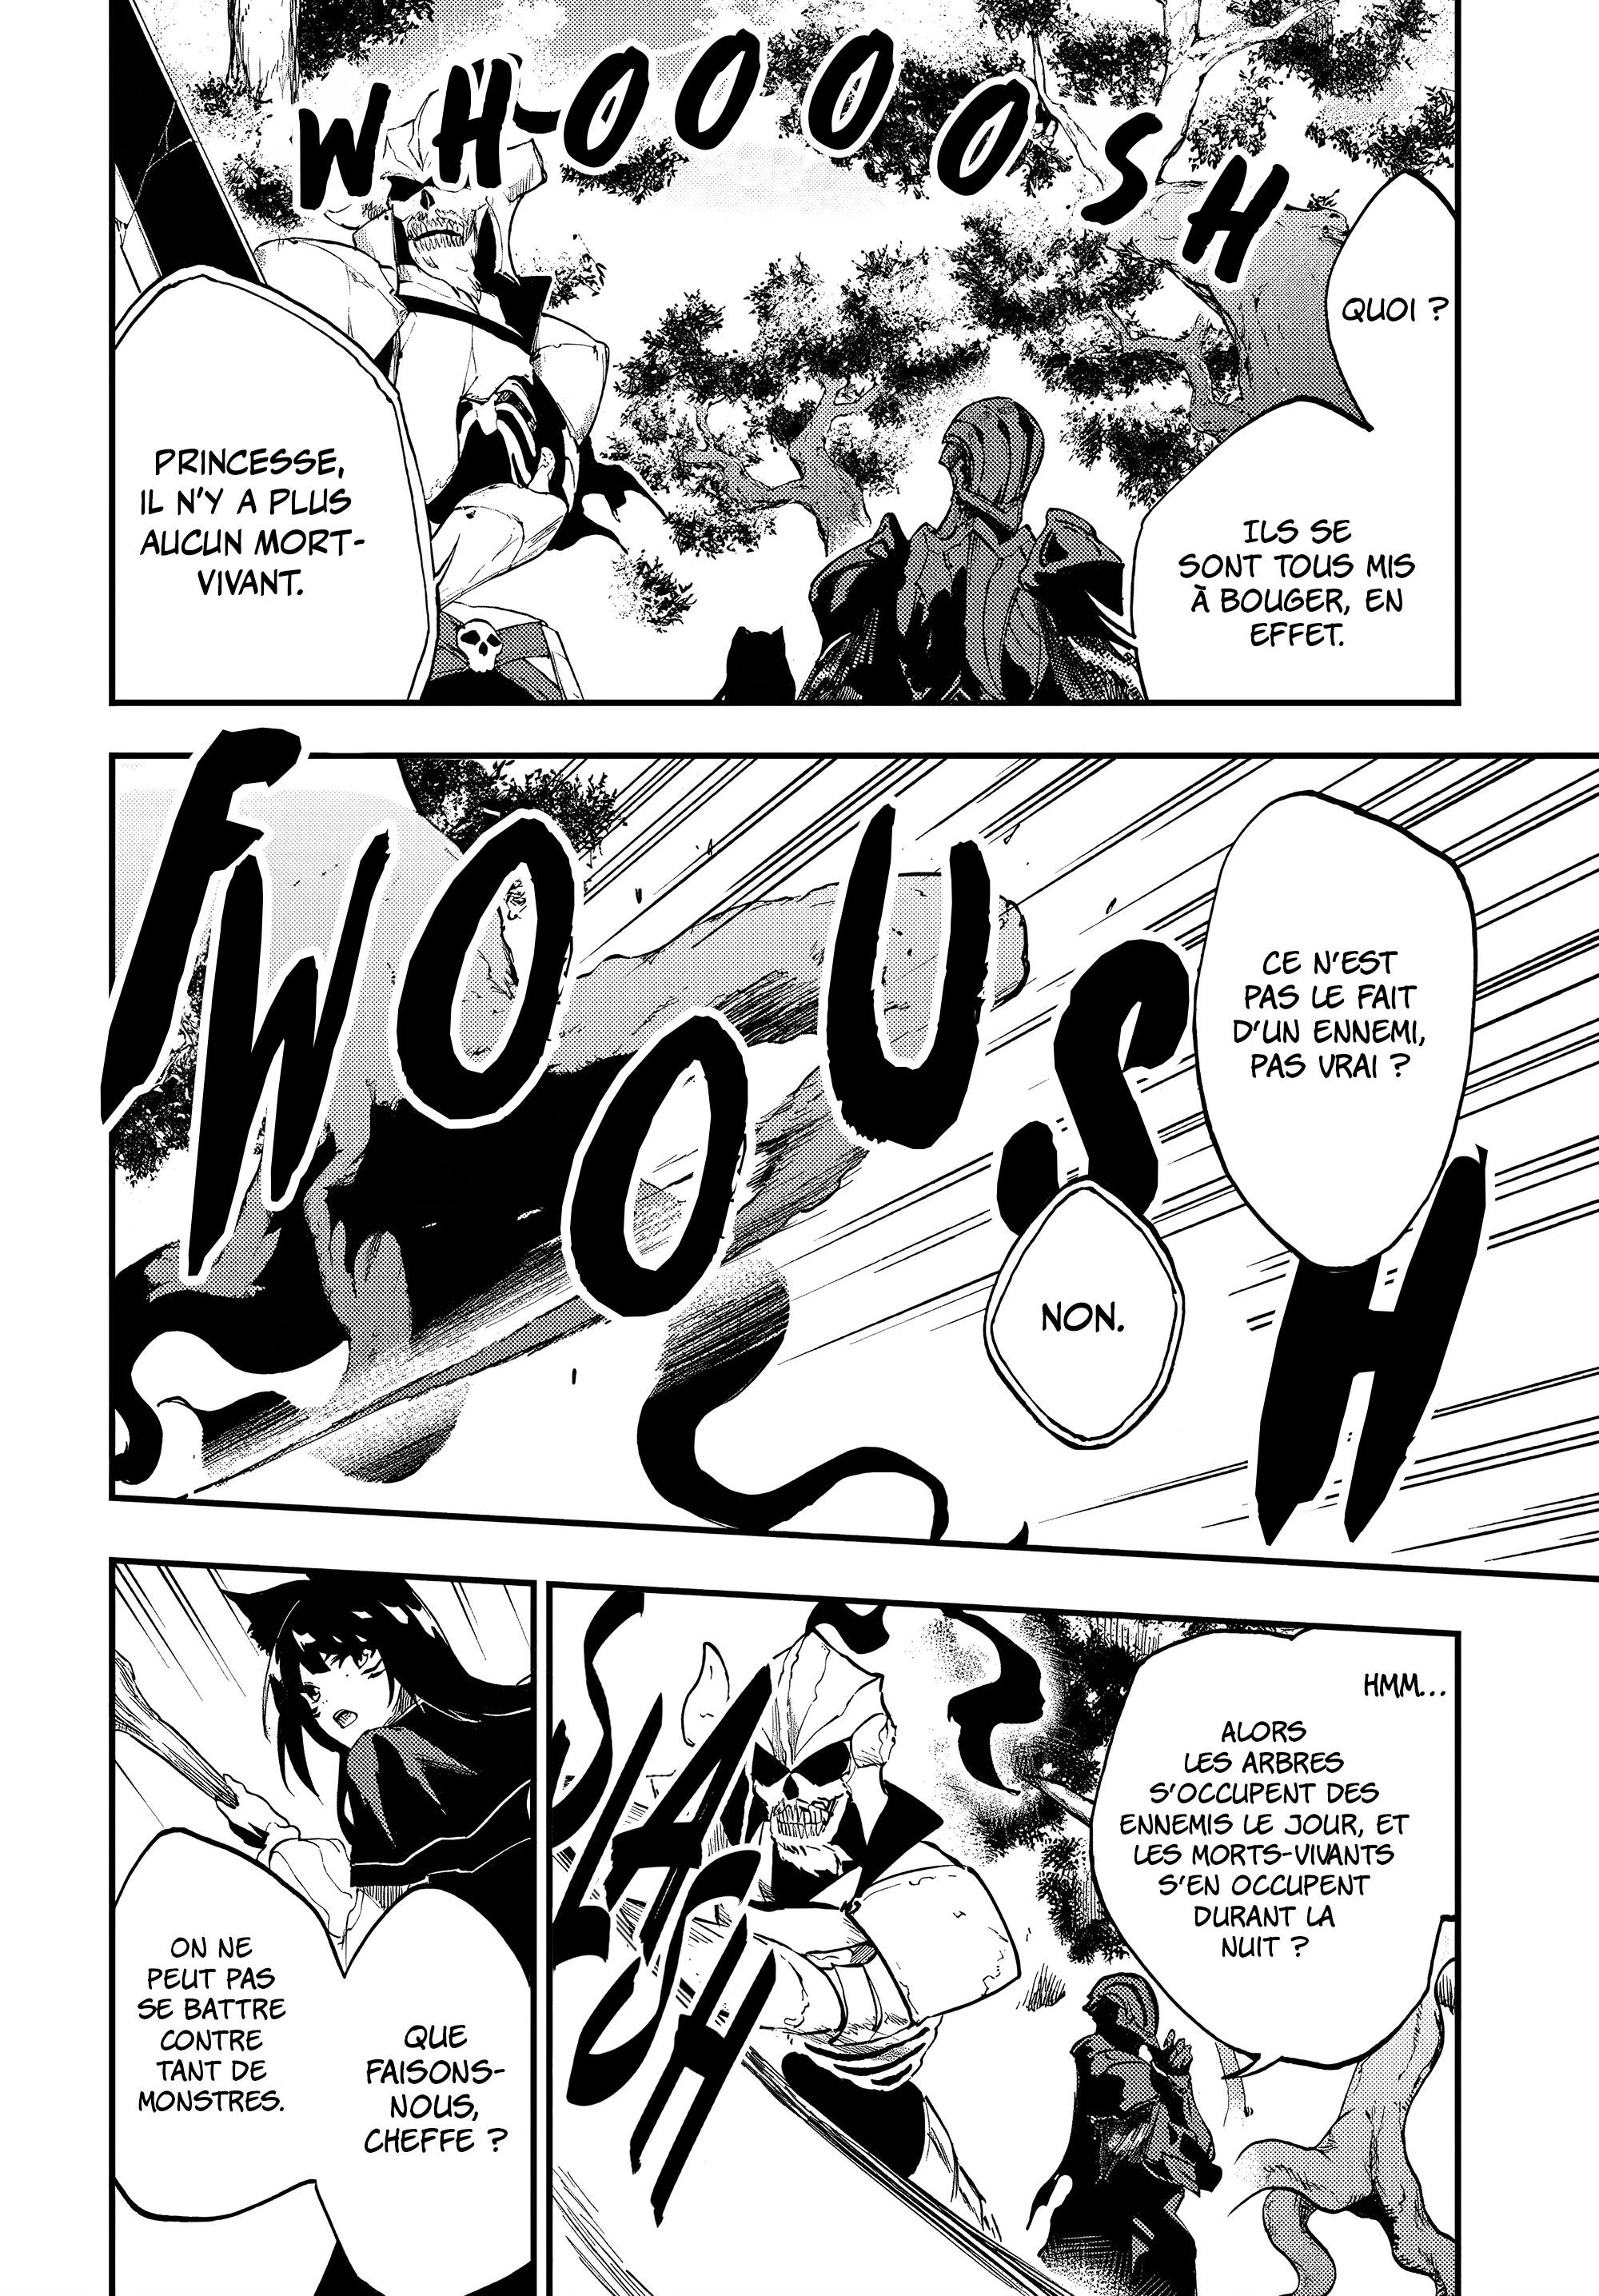 WHOOOOSH
QUOI ?
ILS SE
SONT TOUS MIS
À BOUGER, EN
EFFET.
PRINCESSE,
IL N'Y A PLUS
AUCUN MORT-
VIVANT.
CE N'EST
PAS LE FAIT
D'UN ENNEMI,
PAS VRAI ?
NON.
FWOOUSH
HMM...
ALORS
LES ARBRES
S'OCCUPENT DES
ENNEMIS LE JOUR, ET
LES MORTS-VIVANTS
S'EN OCCUPENT
DURANT LA
NUIT ?
SLASH
QUE
FAISONS-
NOUS,
CHEFFE ?
ON NE
PEUT PAS
SE BATTRE
CONTRE
TANT DE
MONSTRES.